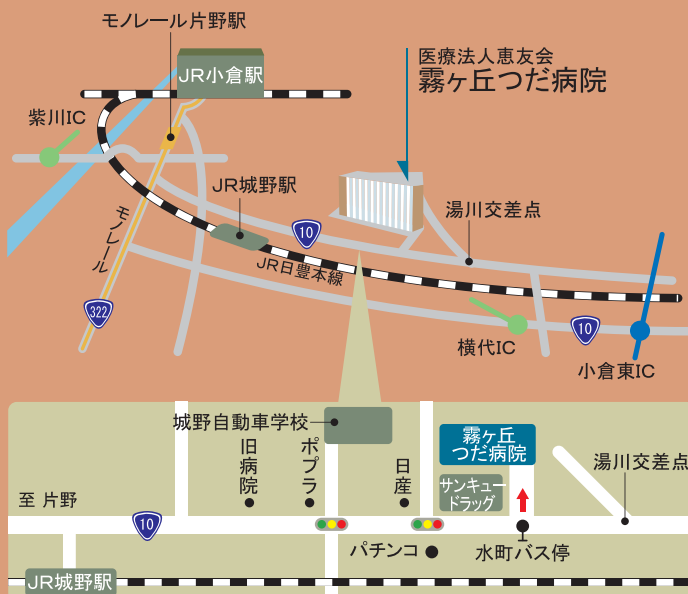 モノレール片野駅
JR小倉駅
医療法人恵友会
霧ヶ丘つだ病院
紫川IC
JR城野駅
湯川交差点
10
モノレール
JR日豊本線
322
10
横代IC
小倉東IC
城野自動車学校
霧ヶ丘
つだ病院
旧病院
ポプラ
日産
湯川交差点
サンキュー
ドラッグ
至 片野
10
パチンコ
水町バス停
JR城野駅